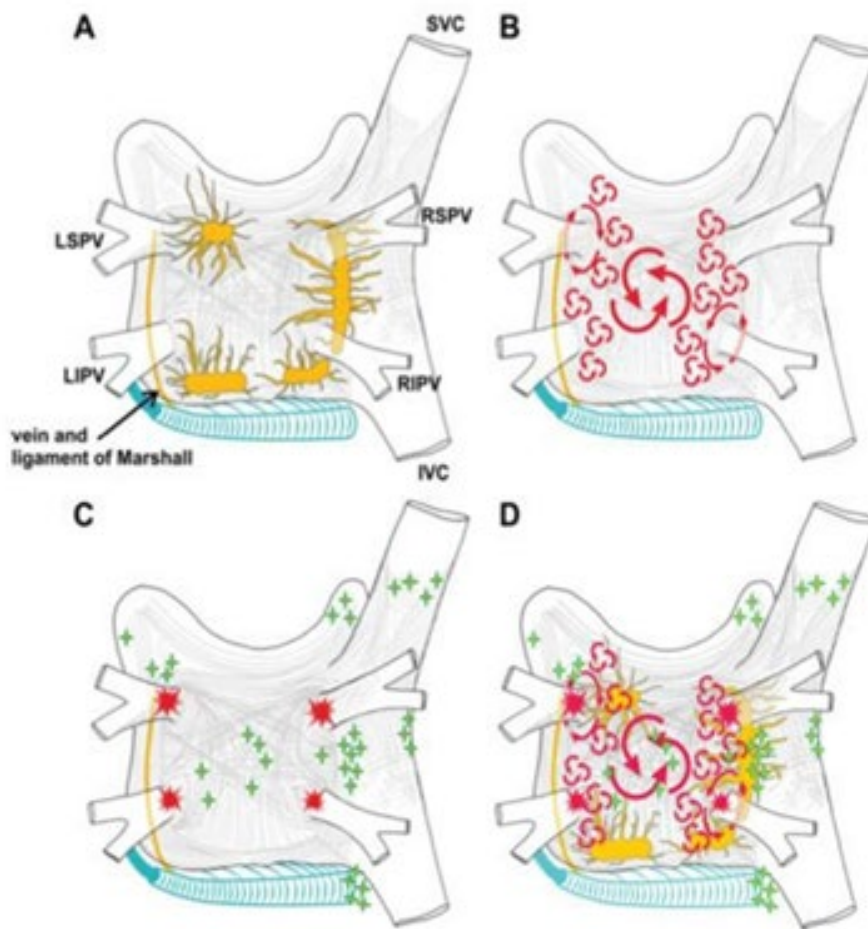 A
SVC
LSPV
RSPV
LIPV
RIPV
vein and
ligament of Marshall
IVC
B
C
D